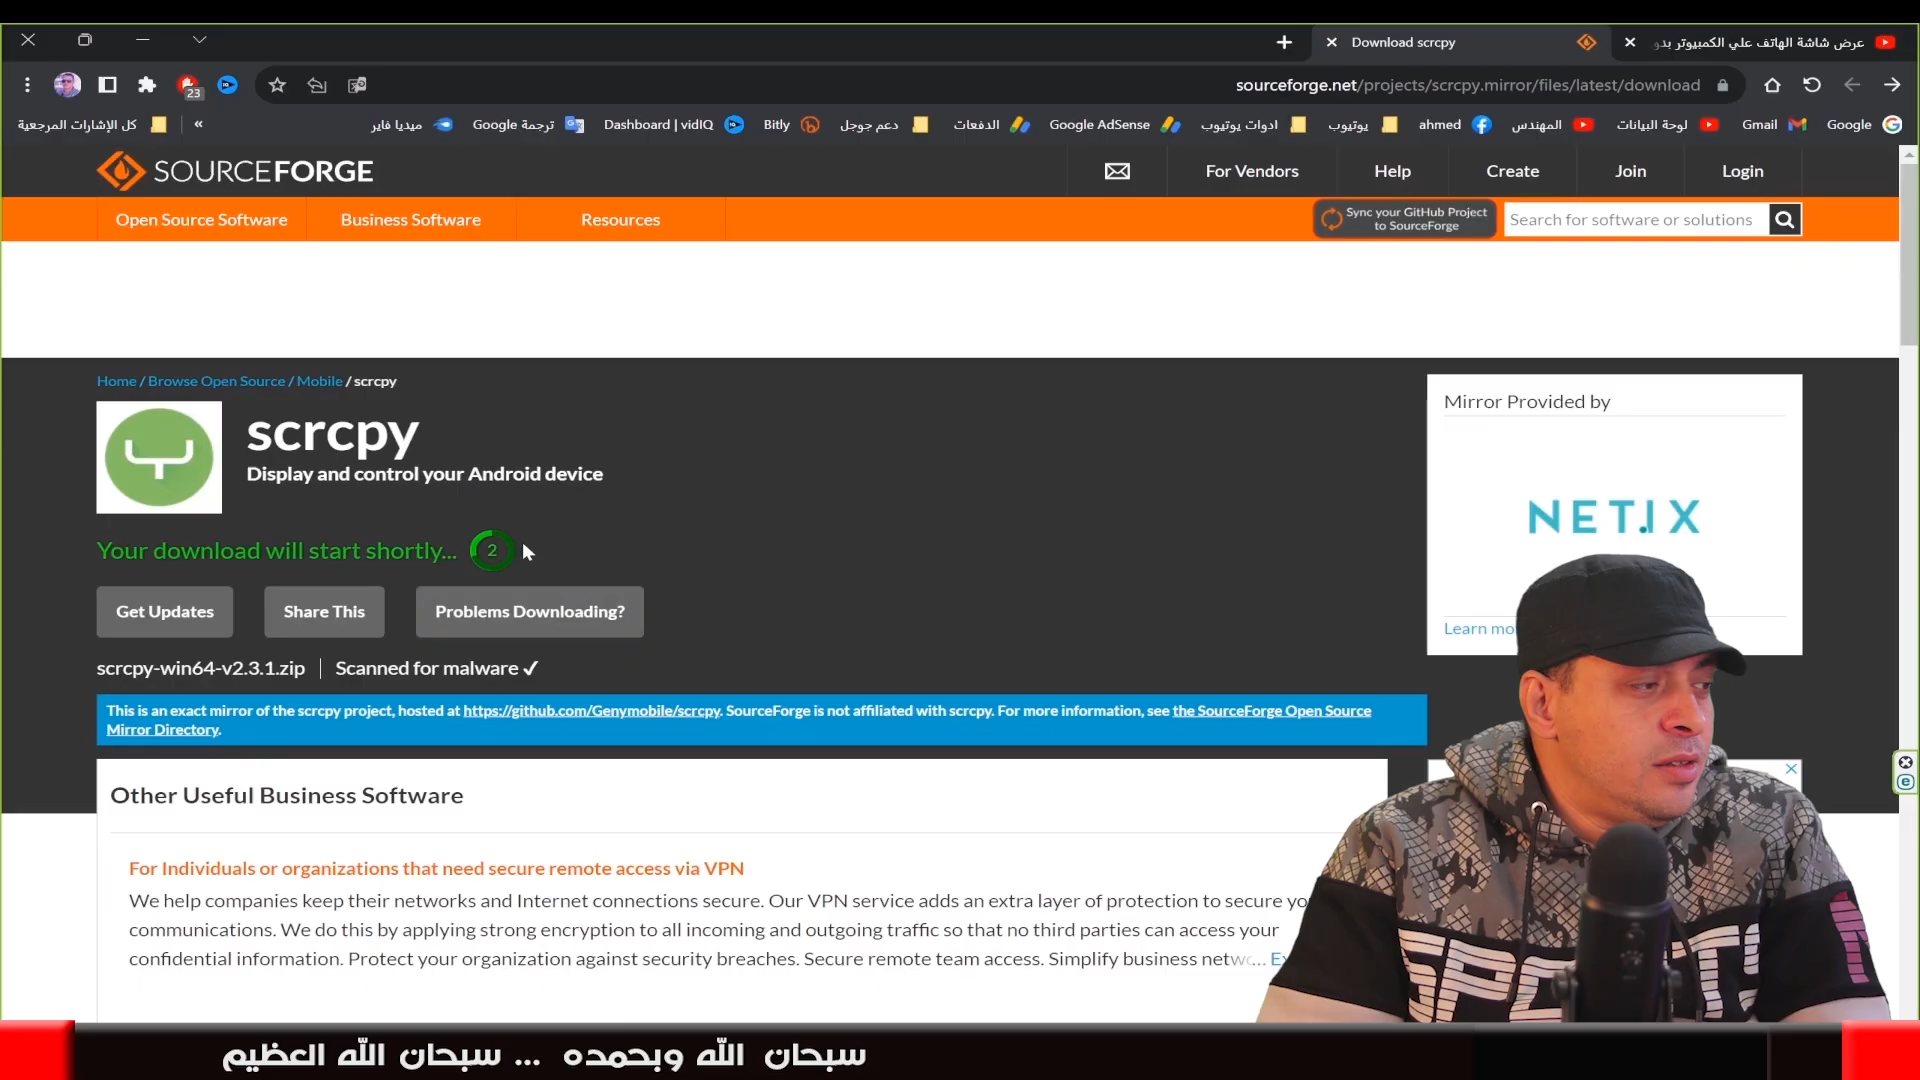 Download scrcpy
عرض شاشة الهاتف علي الكمبيوتر بدو
23
sourceforge.net/projects/scrcpy.mirror/files/latest/download
كل الإشارات المرجعية
»
ميديا فاير
ترجمة Google
Dashboard | vidIQ
Bitly
دعم جوجل
الدفعات
Google AdSense
ادوات يوتيوب
يوتيوب
ahmed
المهندس
لوحة البيانات
Gmail
Google
SOURCEFORGE
For Vendors
Help
Create
Join
Login
Open Source Software
Business Software
Resources
Sync your GitHub Project
to SourceForge
Search for software or solutions
Home / Browse Open Source / Mobile / scrcpy
scrcpy
Display and control your Android device
Mirror Provided by
NETIX
Your download will start shortly... 2
Get Updates
Share This
Problems Downloading?
Learn mo
scrcpy-win64-v2.3.1.zip | Scanned for malware ✓
This is an exact mirror of the scrcpy project, hosted at https://github.com/Genymobile/scrcpy. SourceForge is not affiliated with scrcpy. For more information, see the SourceForge Open Source
Mirror Directory.
Other Useful Business Software
For Individuals or organizations that need secure remote access via VPN
We help companies keep their networks and Internet connections secure. Our VPN service adds an extra layer of protection to secure yo
communications. We do this by applying strong encryption to all incoming and outgoing traffic so that no third parties can access your
confidential information. Protect your organization against security breaches. Secure remote team access. Simplify business netw... Ex
سبحان الله وبحمده ... سبحان الله العظيم